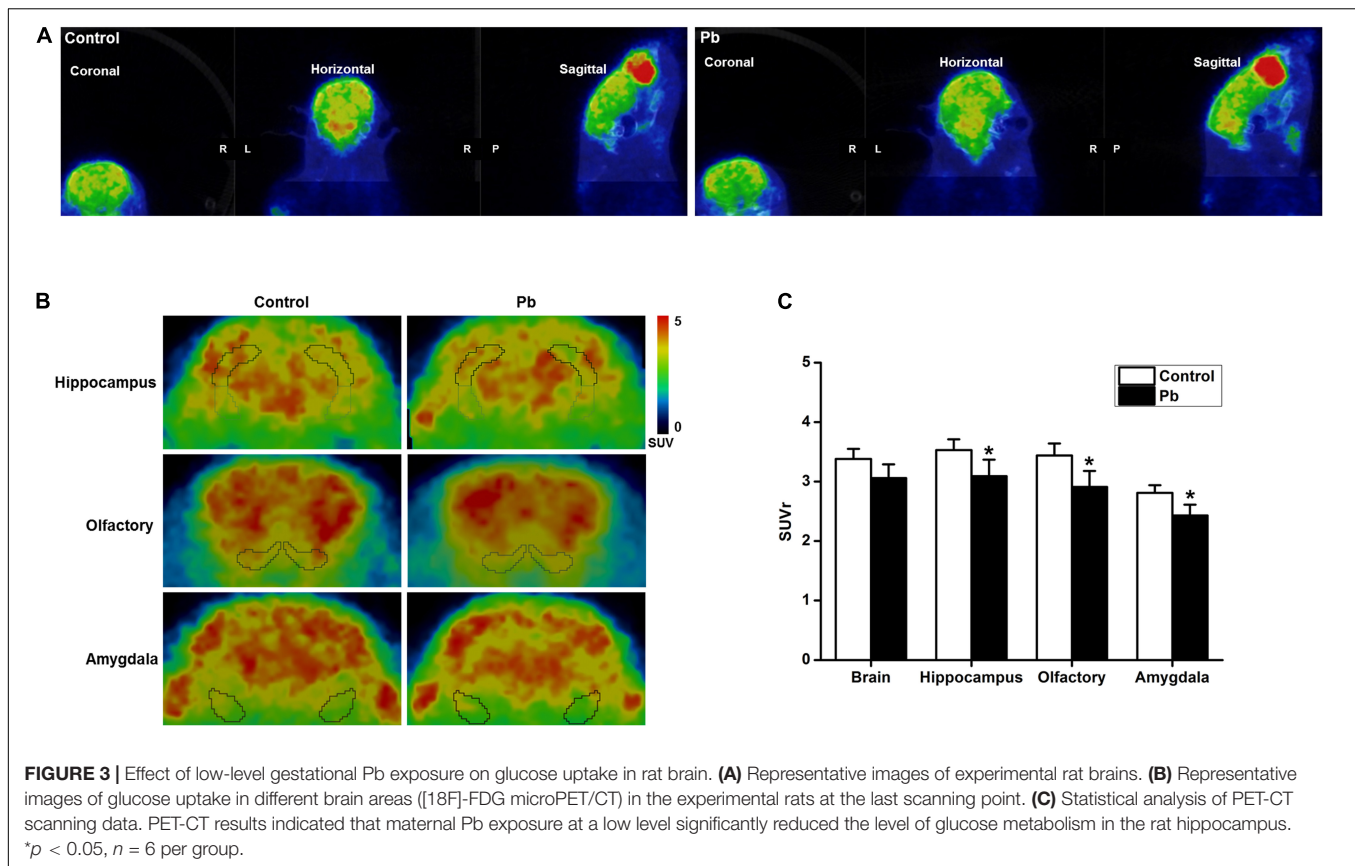 A
Control
Coronal
Horizontal
Sagittal
R L
R P
Pb
Coronal
Horizontal
Sagittal
R L
R P
B
Control
Pb
Hippocampus
Olfactory
Amygdala
5
0
SUV
C
SUVr
5
4
3
2
1
0
Control
Pb
*
*
*
Brain
Hippocampus
Olfactory
Amygdala
FIGURE 3 | Effect of low-level gestational Pb exposure on glucose uptake in rat brain. (A) Representative images of experimental rat brains. (B) Representative
images of glucose uptake in different brain areas ([18F]-FDG microPET/CT) in the experimental rats at the last scanning point. (C) Statistical analysis of PET-CT
scanning data. PET-CT results indicated that maternal Pb exposure at a low level significantly reduced the level of glucose metabolism in the rat hippocampus.
*p < 0.05, n = 6 per group.